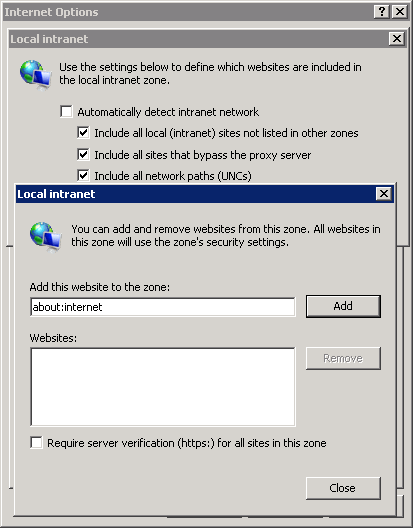 Internet Options
Local intranet
Use the settings below to define which websites are included in
the local intranet zone.
Automatically detect intranet network
Include all local (intranet) sites not listed in other zones
Include all sites that bypass the proxy server
Include all network paths (UNCs)
Local intranet
You can add and remove websites from this zone. All websites in
this zone will use the zone's security settings.
Add this website to the zone:
about:internet
Add
Websites:
Remove
Require server verification (https:) for all sites in this zone
Close